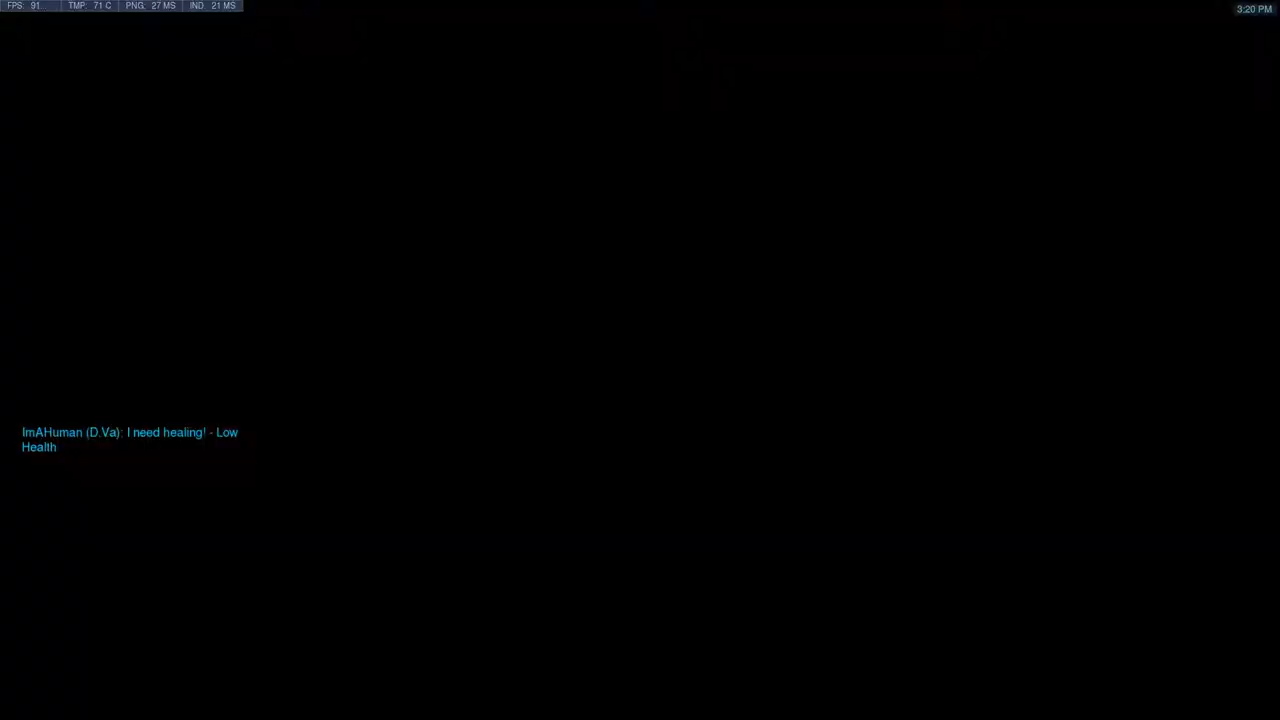 FPS: 91... TMP: 71 C PNG: 27 MS IND: 21 MS
3:20 PM
ImAHuman (D.Va): I need healing! - Low
Health